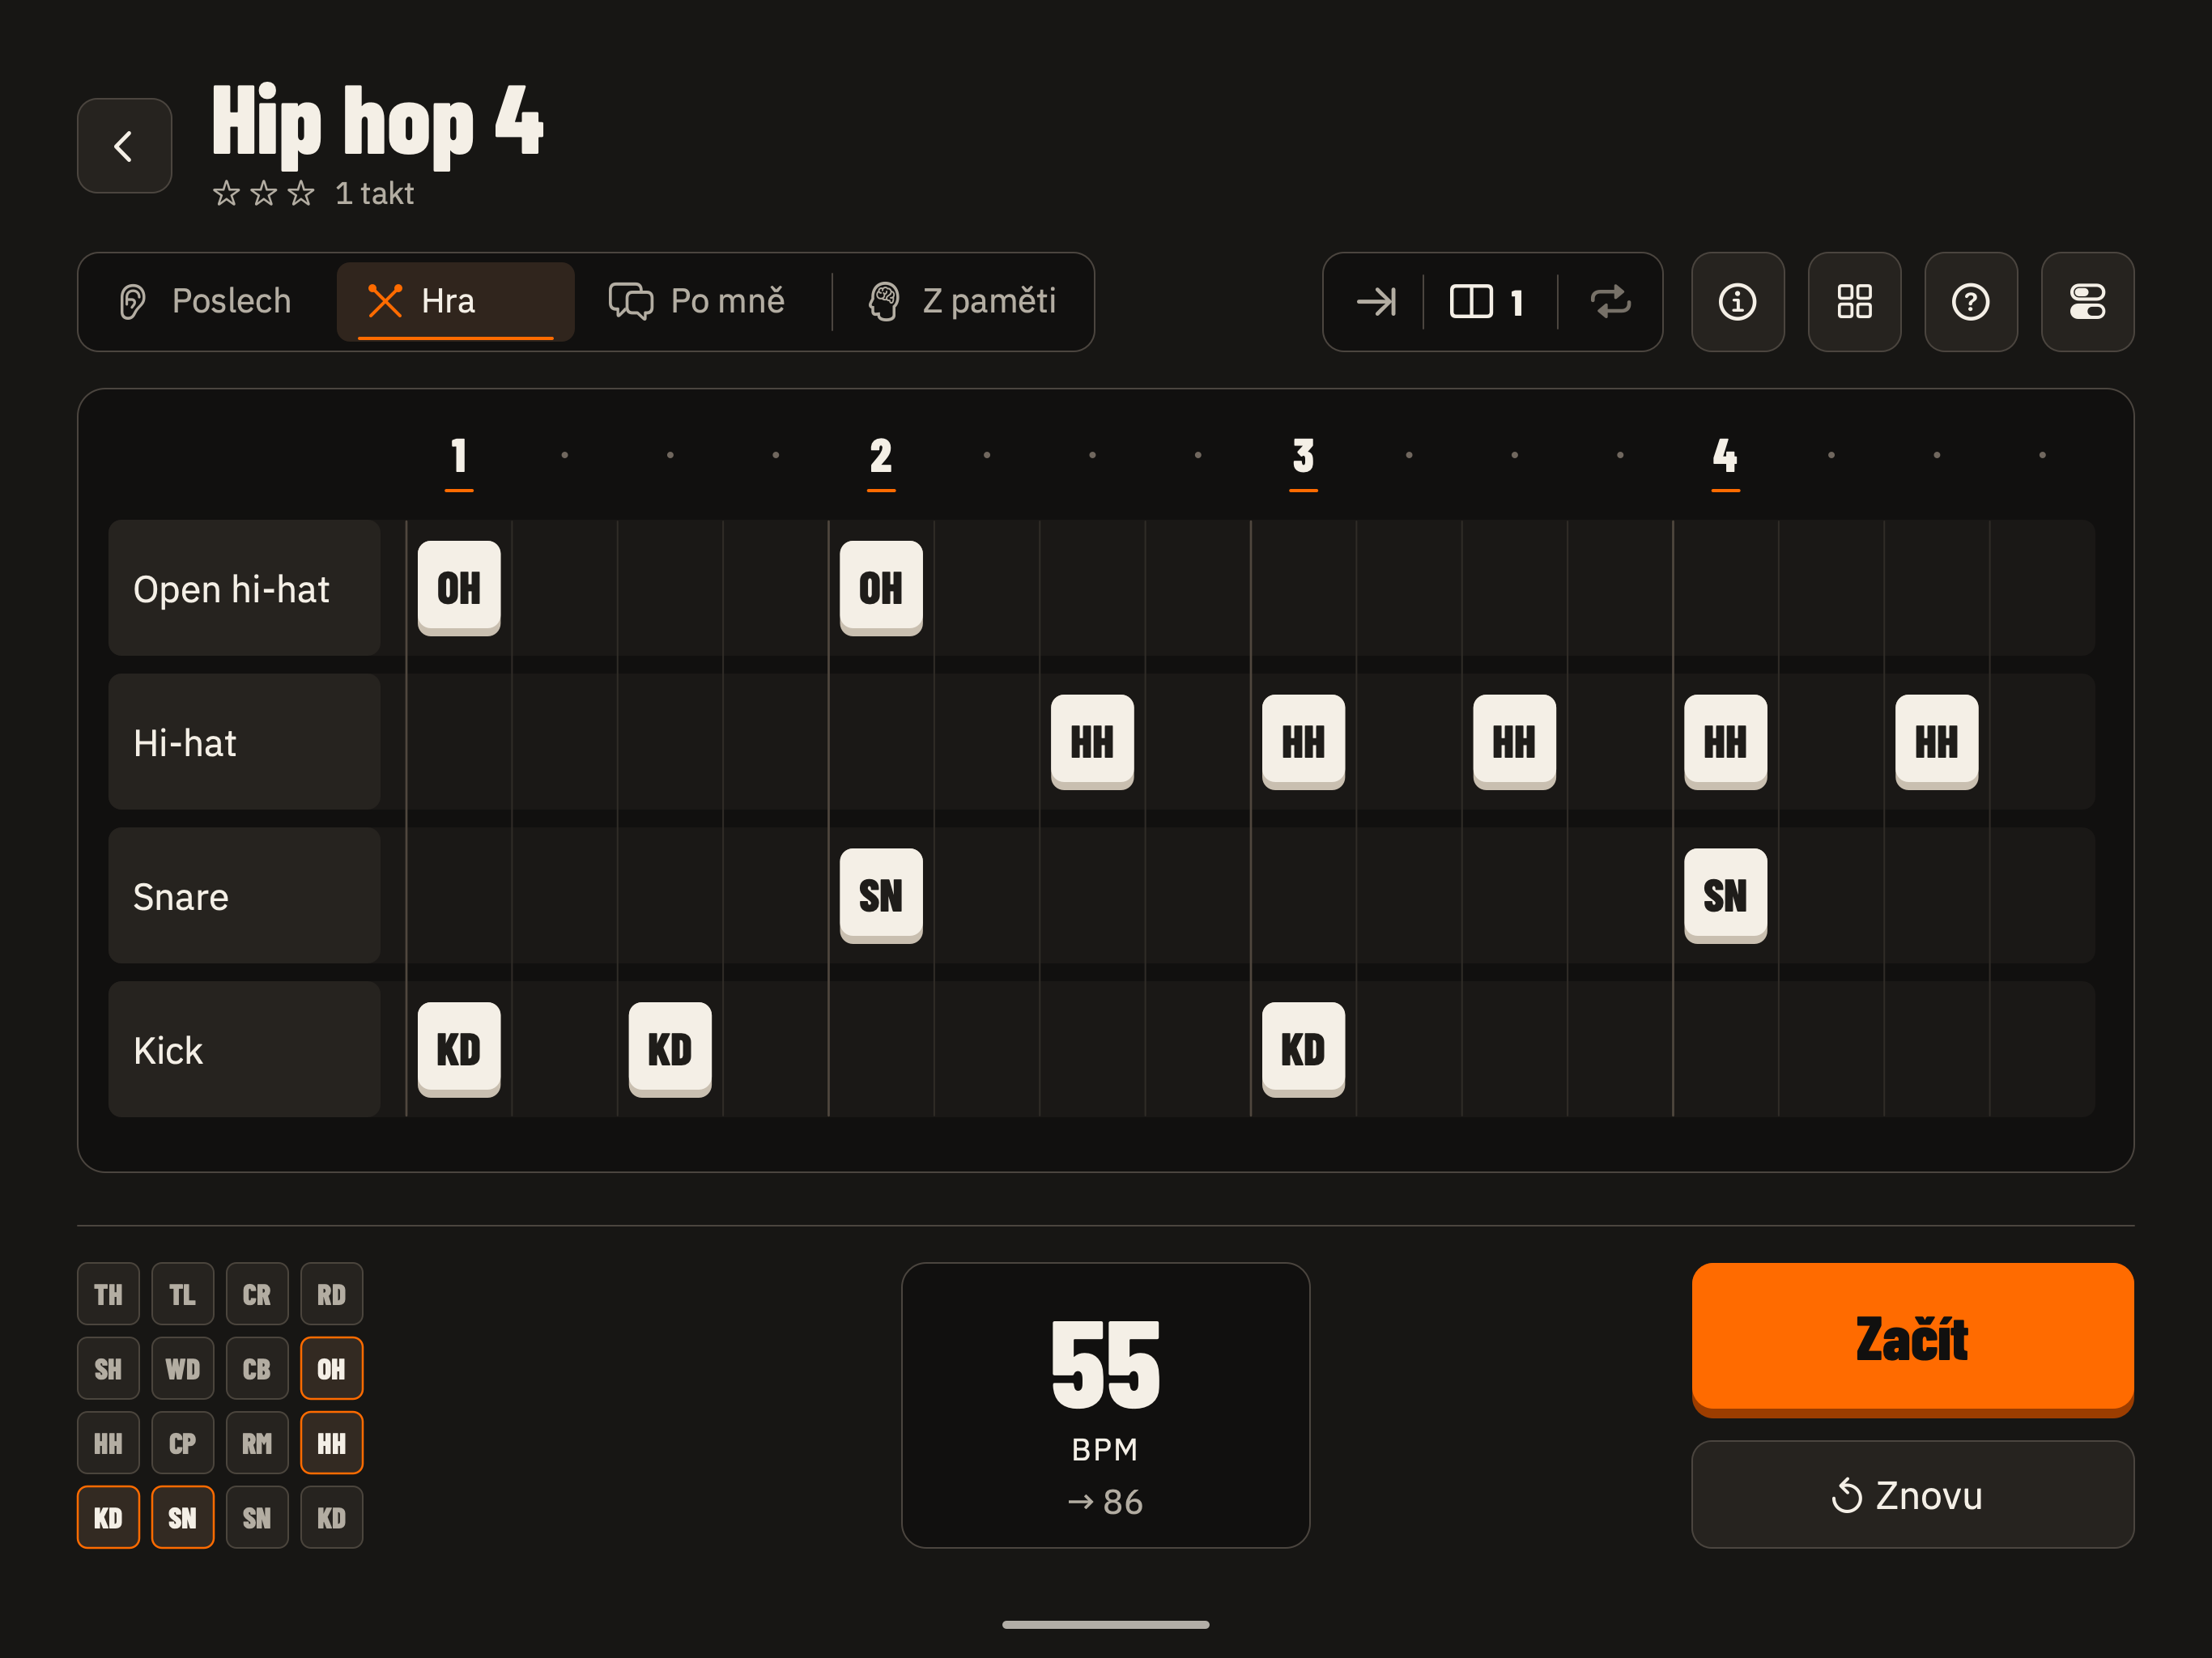 Hip hop 4
1 takt
Poslech Hra Po mně Z paměti 1
1 2 3 4
Open hi-hat OH OH
Hi-hat HH HH HH HH HH
Snare SN SN
Kick KD KD KD
TH TL CR RD
SH WD CB OH
HH CP RM HH
KD SN SN KD
55
BPM
→ 86
Začít
Znovu